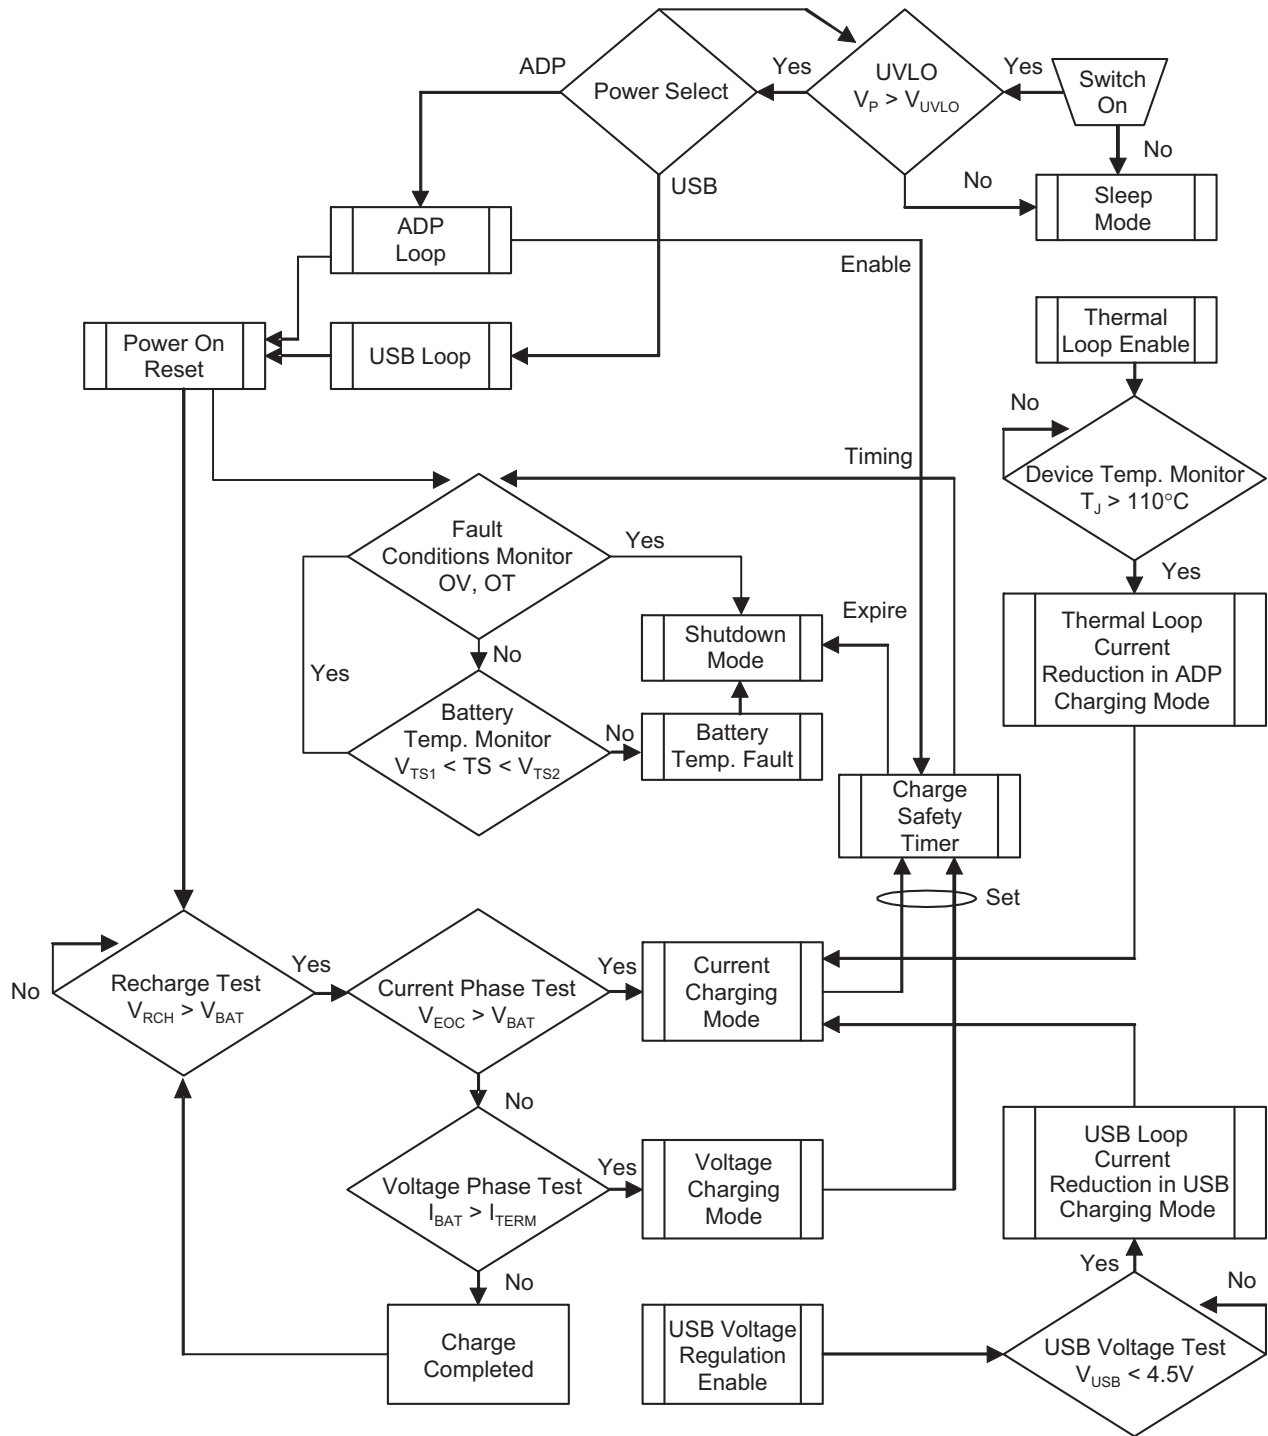 ADP
Power Select
Yes
UVLO
V_P > V_UVLO
Yes
Switch
On
No
USB
No
Sleep
Mode
ADP
Loop
Enable
Power On
Reset
USB Loop
Thermal
Loop Enable
No
Timing
Device Temp. Monitor
T_J > 110°C
Fault
Conditions Monitor
OV, OT
Yes
Yes
Thermal Loop
Current
Reduction in ADP
Charging Mode
Expire
Shutdown
Mode
Yes
No
Battery
Temp. Monitor
V_TS1 < TS < V_TS2
No
Battery
Temp. Fault
Charge
Safety
Timer
Set
No
Recharge Test
V_RCH > V_BAT
Yes
Current Phase Test
V_EOC > V_BAT
Yes
Current
Charging
Mode
No
Voltage Phase Test
I_BAT > I_TERM
Yes
Voltage
Charging
Mode
USB Loop
Current
Reduction in USB
Charging Mode
No
Yes
No
Charge
Completed
USB Voltage
Regulation
Enable
USB Voltage Test
V_USB < 4.5V